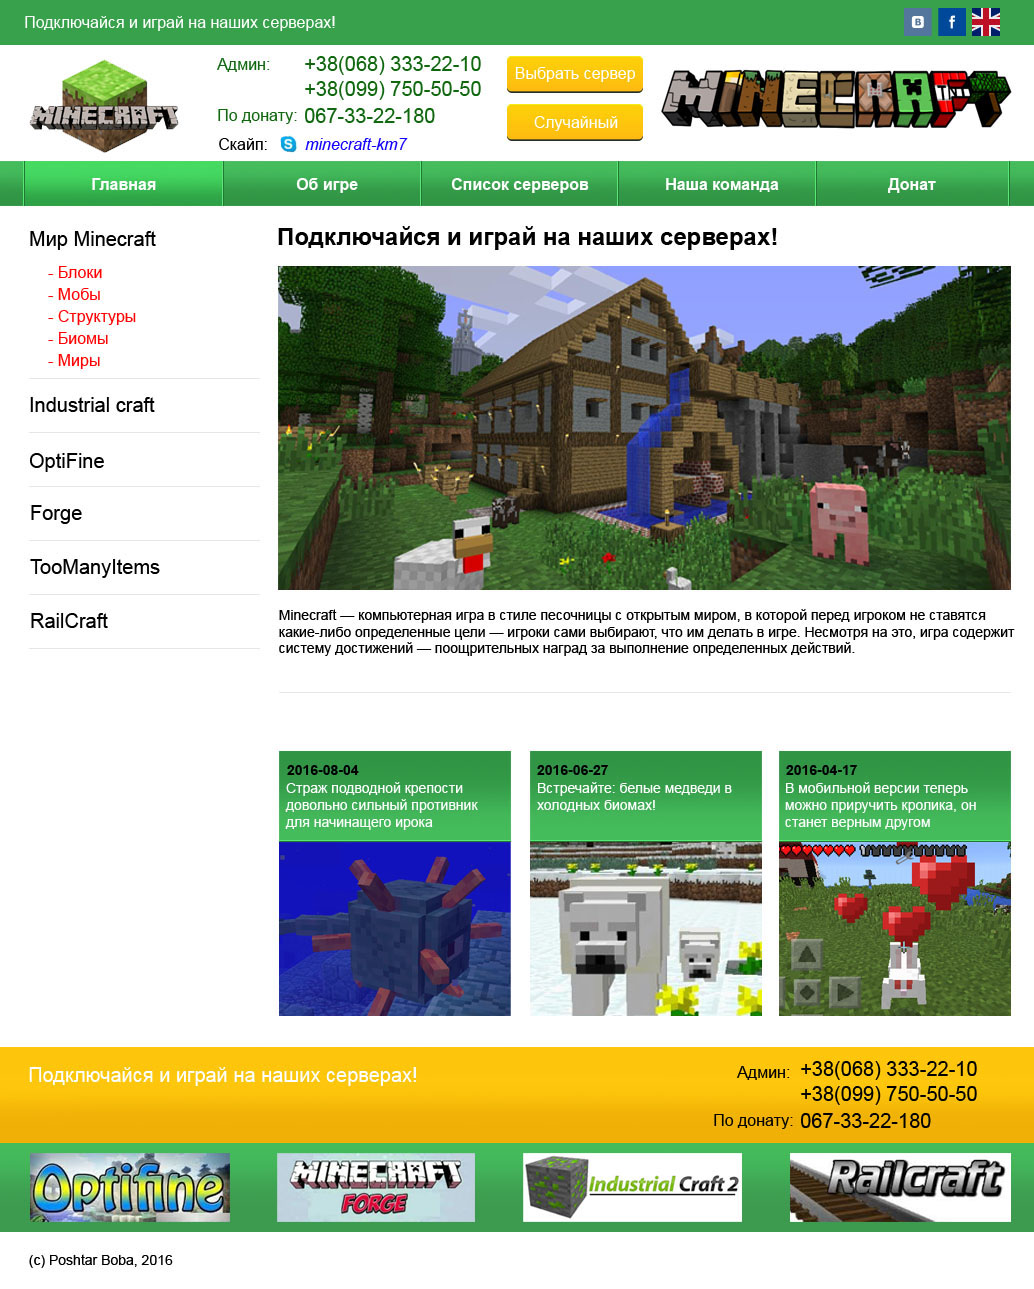 Подключайся и играй на наших серверах!
В
f
MINECRAFT
Админ: +38(068) 333-22-10
+38(099) 750-50-50
По донату: 067-33-22-180
Скайп: minecraft-km7
Выбрать сервер
Случайный
MINECRAFT
Главная Об игре Список серверов Наша команда Донат
Мир Minecraft
- Блоки
- Мобы
- Структуры
- Биомы
- Миры
Industrial craft
OptiFine
Forge
TooManyItems
RailCraft
Подключайся и играй на наших серверах!
Minecraft — компьютерная игра в стиле песочницы с открытым миром, в которой перед игроком не ставятся
какие-либо определенные цели — игроки сами выбирают, что им делать в игре. Несмотря на это, игра содержит
систему достижений — поощрительных наград за выполнение определенных действий.
2016-08-04
Страж подводной крепости
довольно сильный противник
для начинащего ирока
2016-06-27
Встречайте: белые медведи в
холодных биомах!
2016-04-17
В мобильной версии теперь
можно приручить кролика, он
станет верным другом
Подключайся и играй на наших серверах!
Админ: +38(068) 333-22-10
+38(099) 750-50-50
По донату: 067-33-22-180
Optifine
MINECRAFT
FORGE
Industrial Craft 2
Railcraft
(c) Poshtar Boba, 2016